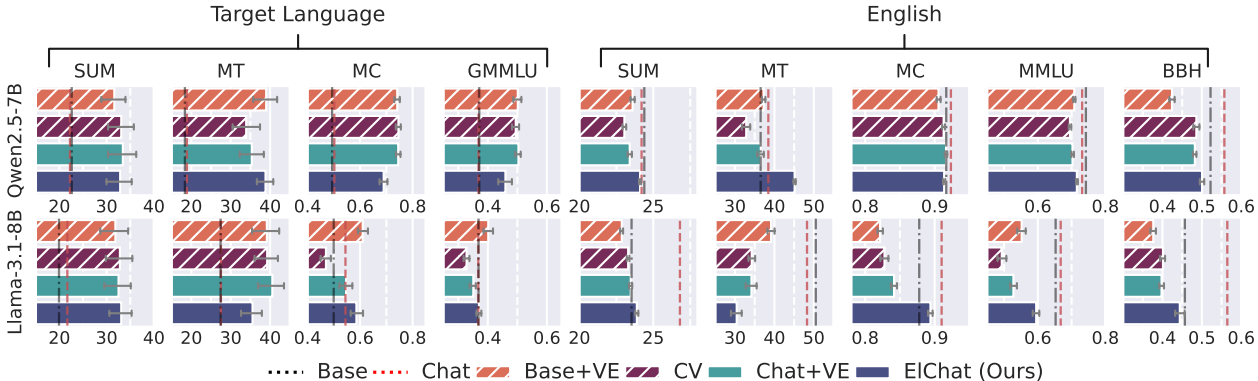 Target Language English
SUM MT MC GMMLU SUM MT MC MMLU BBH
Qwen2.5-7B
20 40 20 40 0.4 0.6 0.8 0.4 0.6 20 25 30 40 50 0.8 0.9 0.6 0.8 0.4 0.5 0.6
Llama-3.1-8B
20 40 20 40 0.4 0.6 0.8 0.4 0.6 20 25 30 40 50 0.8 0.9 0.6 0.8 0.4 0.5 0.6
Base Chat Base+VE CV Chat+VE ElChat (Ours)